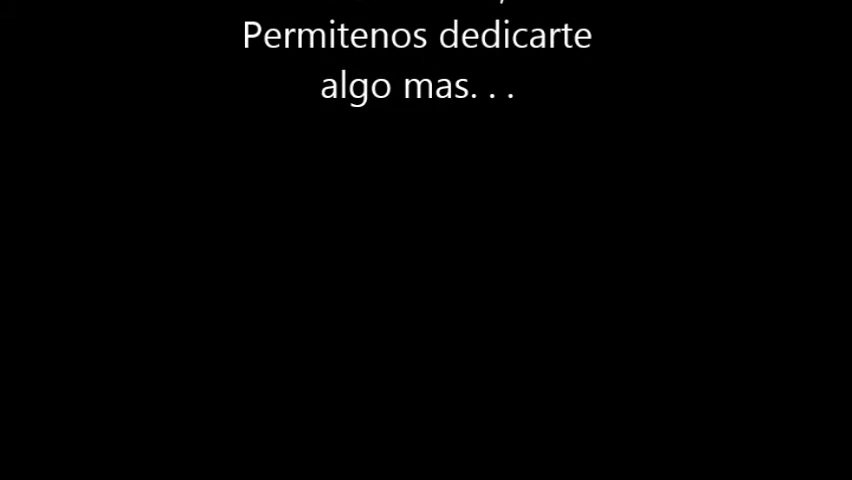 Permitenos dedicarte
algo mas. . .